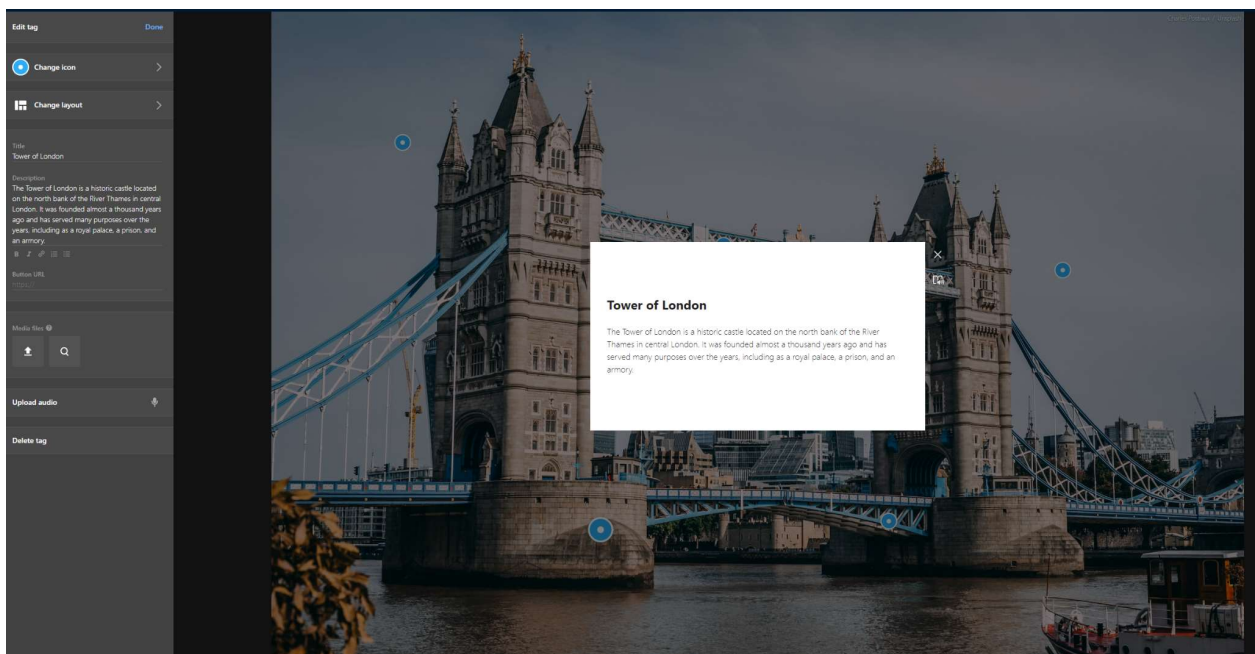 Edit tag
Done
Change icon
Change layout
Title
Tower of London
Description
The Tower of London is a historic castle located
on the north bank of the River Thames in central
London. It was founded almost a thousand years
ago and has served many purposes over the
years, including as a royal palace, a prison, and
an armory.
B I
Button URL
https://
Media files
Upload audio
Delete tag
Tower of London
The Tower of London is a historic castle located on the north bank of the River
Thames in central London. It was founded almost a thousand years ago and has
served many purposes over the years, including as a royal palace, a prison, and an
armory.